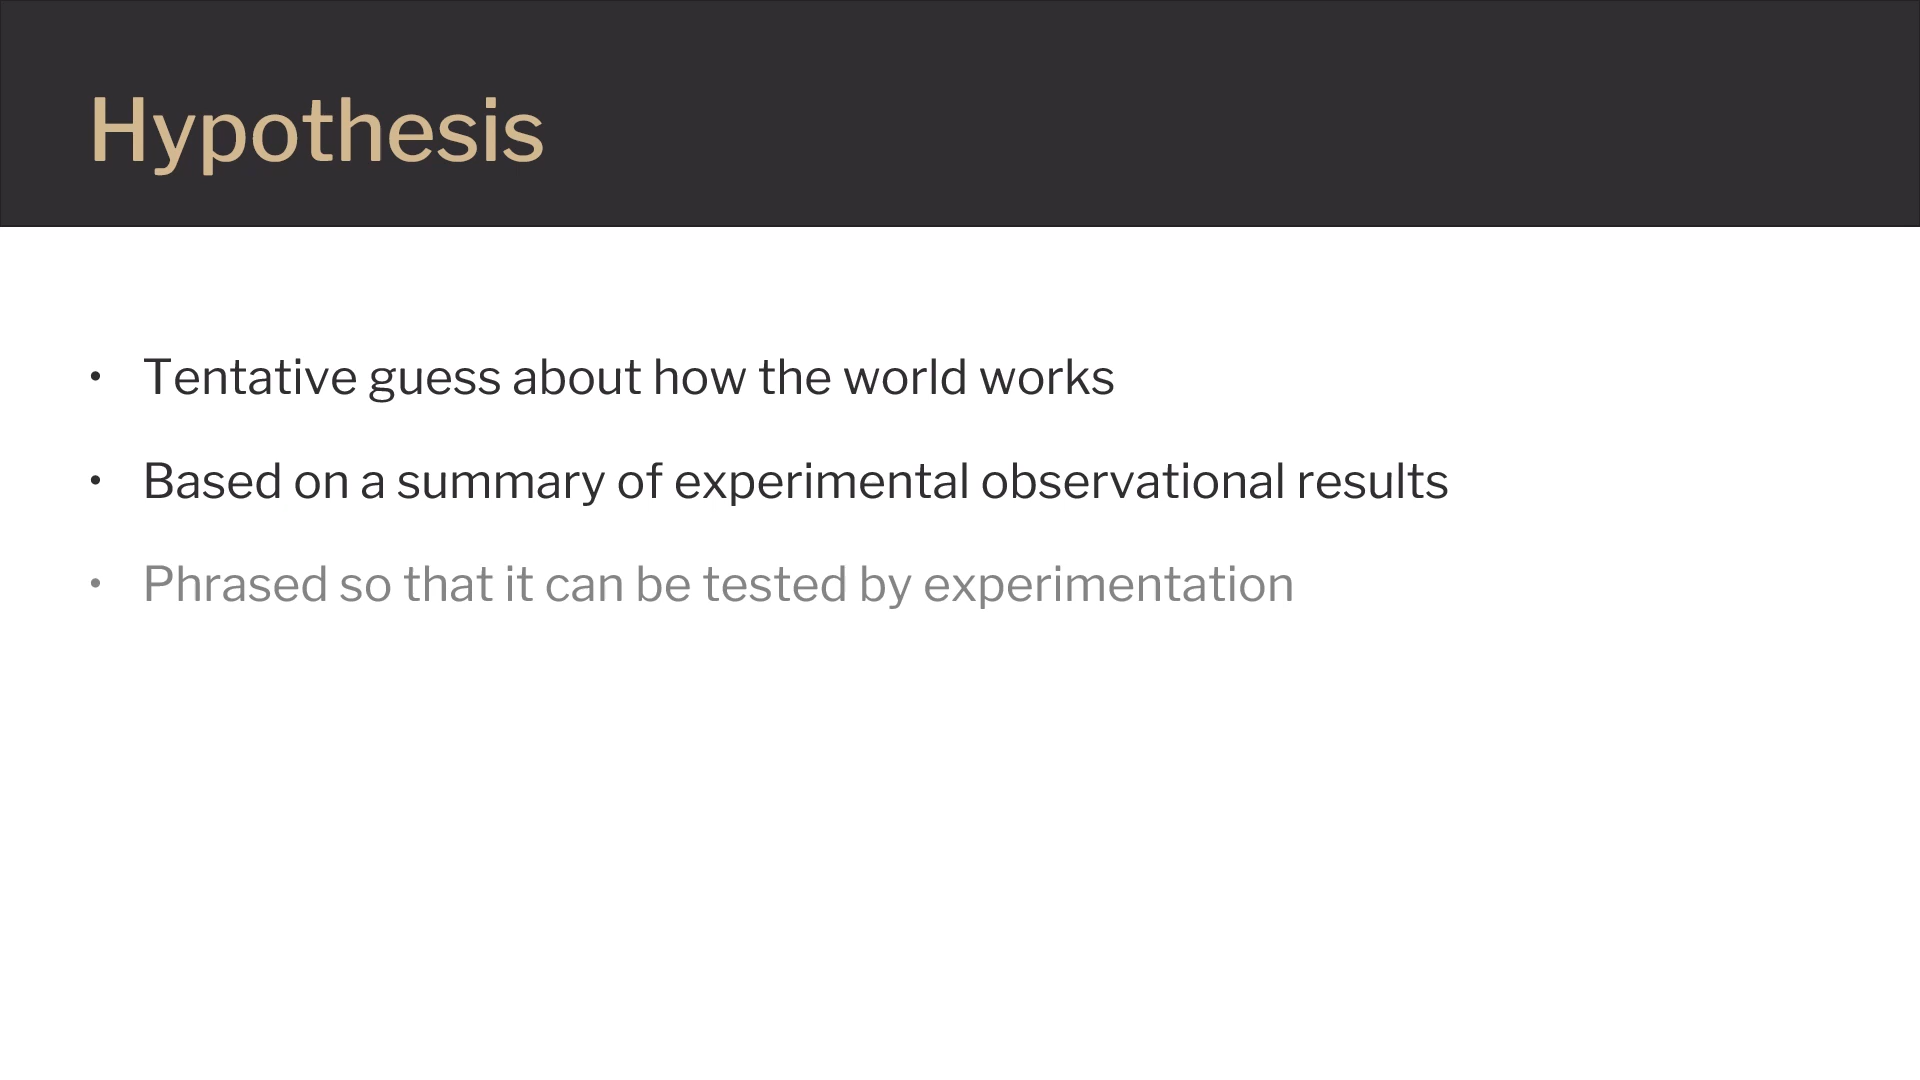 Hypothesis
• Tentative guess about how the world works
• Based on a summary of experimental observational results
• Phrased so that it can be tested by experimentation